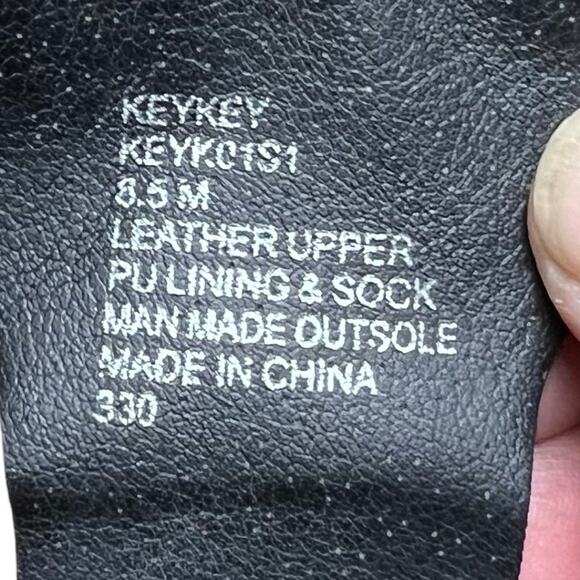 KEYKEY
KEYK01S1
8.5 M
LEATHER UPPER
PU LINING & SOCK
MAN MADE OUTSOLE
MADE IN CHINA
330